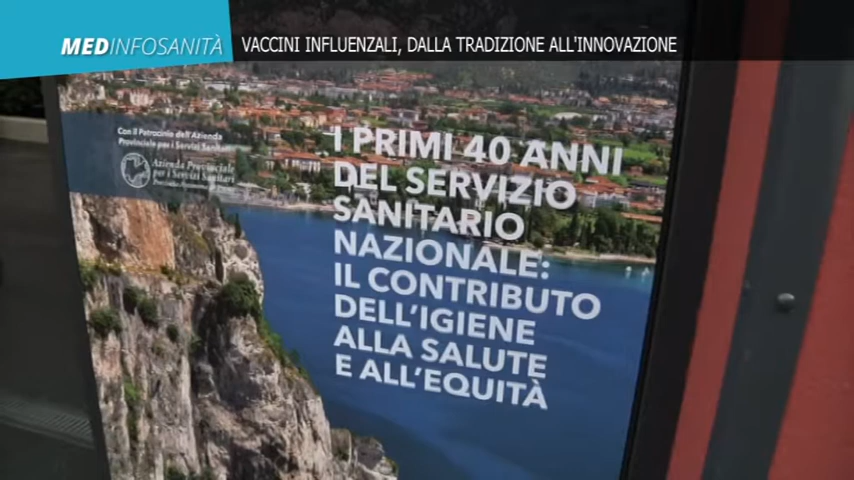 MEDINFOSANITÀ
VACCINI INFLUENZALI, DALLA TRADIZIONE ALL'INNOVAZIONE
Con il Patrocinio dell'Azienda
Provinciale per i Servizi Sanitari
Azienda Provinciale
per i Servizi Sanitari
I PRIMI 40 ANNI
DEL SERVIZIO
SANITARIO
NAZIONALE:
IL CONTRIBUTO
DELL'IGIENE
ALLA SALUTE
E ALL'EQUITÀ